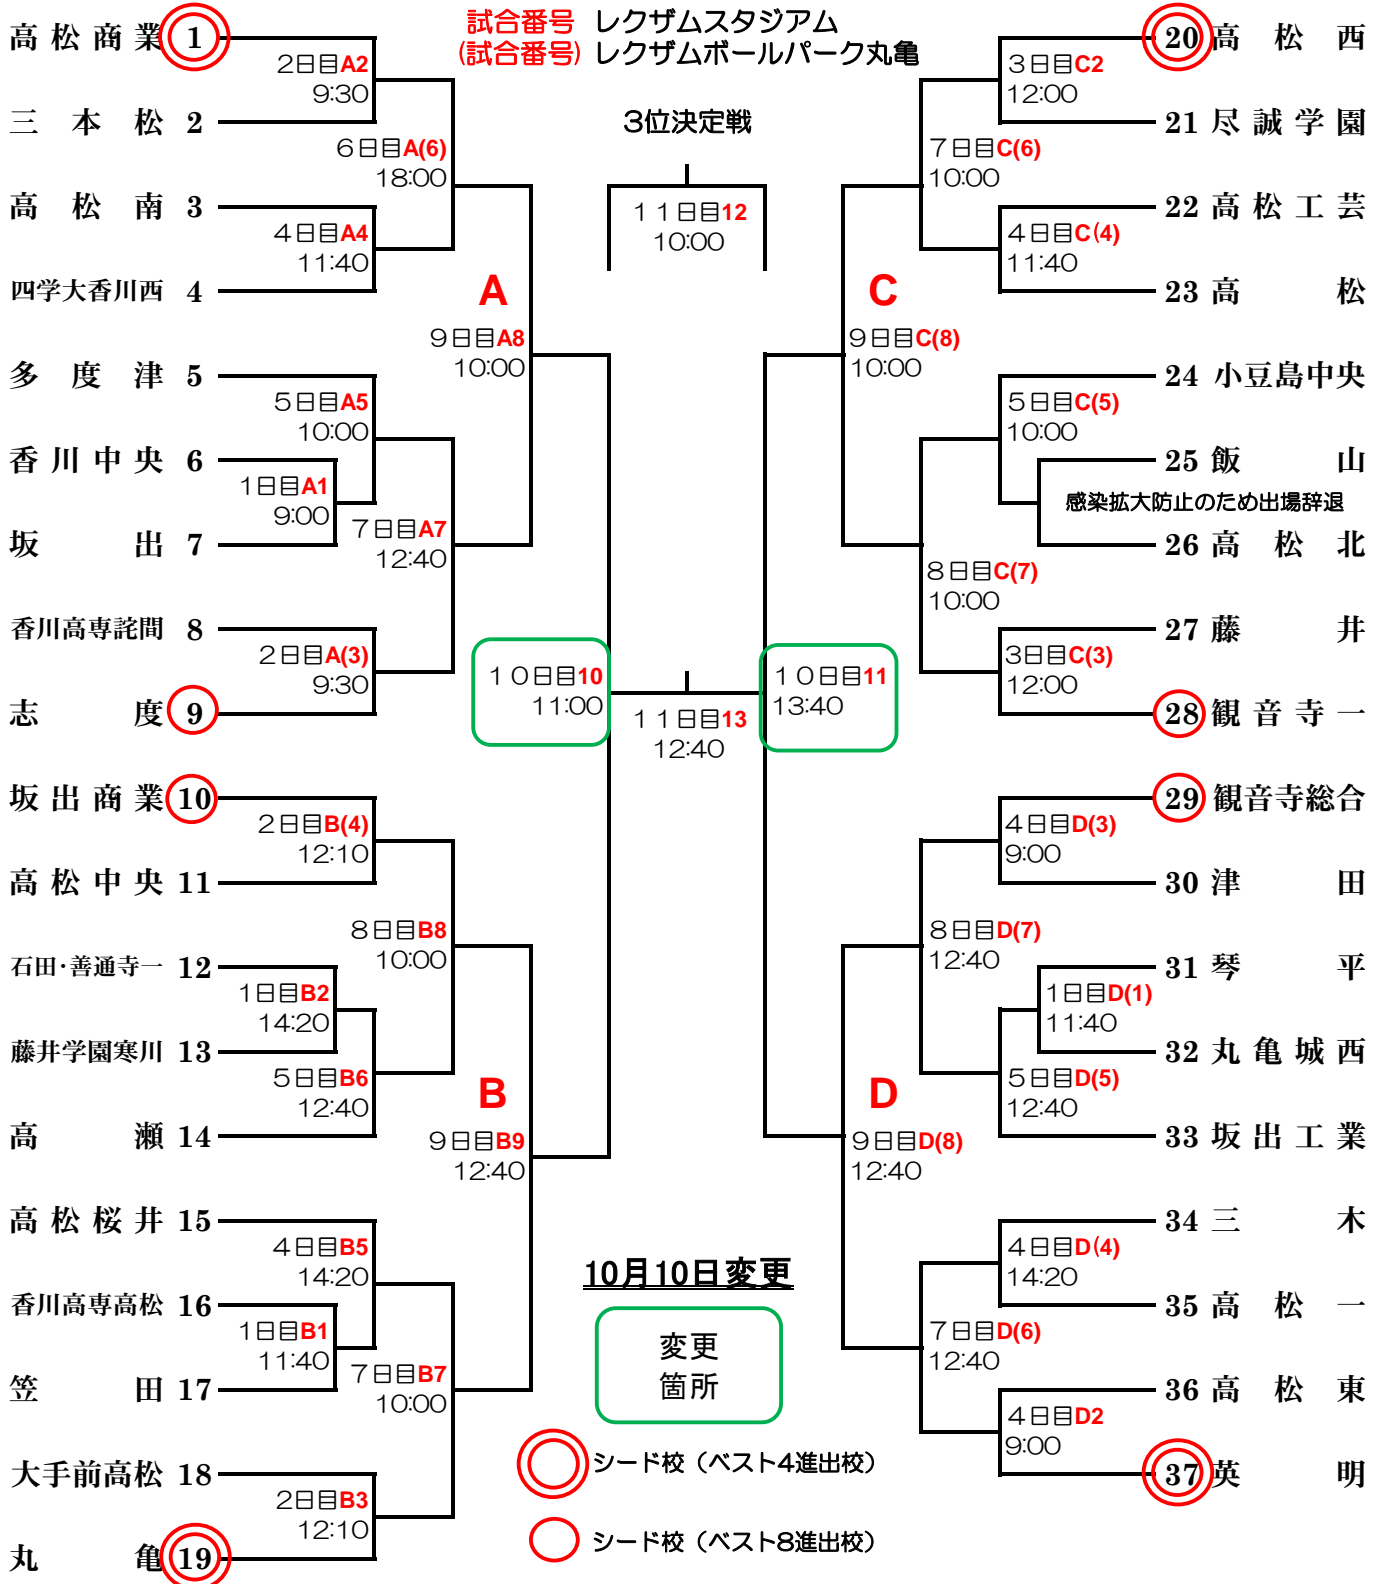 試合番号 レクザムスタジアム
(試合番号) レクザムボールパーク丸亀
3位決定戦
11日目12
10:00
高松商業 1
2日目A2
9:30
三本松 2
6日目A(6)
18:00
高松南 3
4日目A4
11:40
四学大香川西 4
A
9日目A8
10:00
多度津 5
5日目A5
10:00
香川中央 6
1日目A1
9:00
坂出 7
7日目A7
12:40
香川高専詫間 8
2日目A(3)
9:30
志度 9
10日目10
11:00
11日目13
12:40
坂出商業 10
2日目B(4)
12:10
高松中央 11
8日目B8
10:00
石田・善通寺一 12
1日目B2
14:20
藤井学園寒川 13
5日目B6
12:40
高瀬 14
B
9日目B9
12:40
高松桜井 15
4日目B5
14:20
香川高専高松 16
1日目B1
11:40
笠田 17
7日目B7
10:00
大手前高松 18
2日目B3
12:10
丸亀 19
20 高松西
3日目C2
12:00
21 尽誠学園
7日目C(6)
10:00
22 高松工芸
4日目C(4)
11:40
23 高松
C
9日目C(8)
10:00
24 小豆島中央
5日目C(5)
10:00
25 飯山
感染拡大防止のため出場辞退
26 高松北
8日目C(7)
10:00
27 藤井
3日目C(3)
12:00
28 観音寺一
10日目11
13:40
29 観音寺総合
4日目D(3)
9:00
30 津田
8日目D(7)
12:40
31 琴平
1日目D(1)
11:40
32 丸亀城西
5日目D(5)
12:40
33 坂出工業
D
9日目D(8)
12:40
34 三木
4日目D(4)
14:20
35 高松一
7日目D(6)
12:40
36 高松東
4日目D2
9:00
37 英明
10月10日変更
変更
箇所
シード校（ベスト4進出校）
シード校（ベスト8進出校）